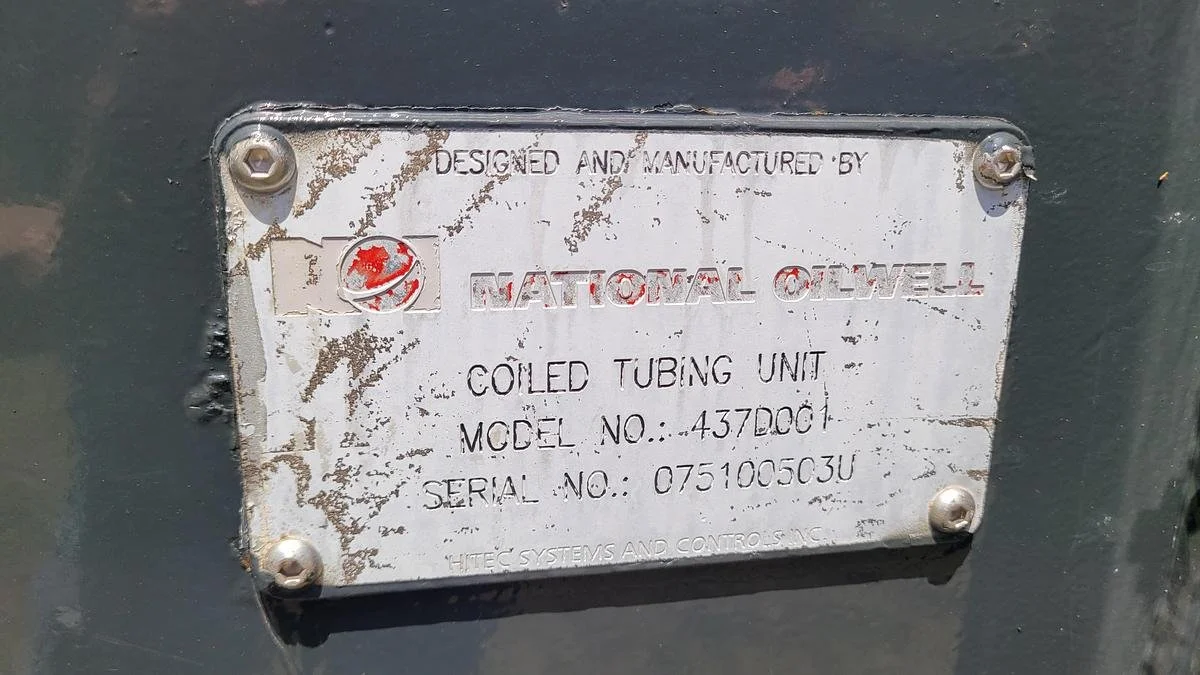 DESIGNED AND MANUFACTURED BY
NATIONAL OILWELL
COILED TUBING UNIT
MODEL NO.: 437D001
SERIAL NO.: 075100503U
HITEC SYSTEMS AND CONTROLS INC.